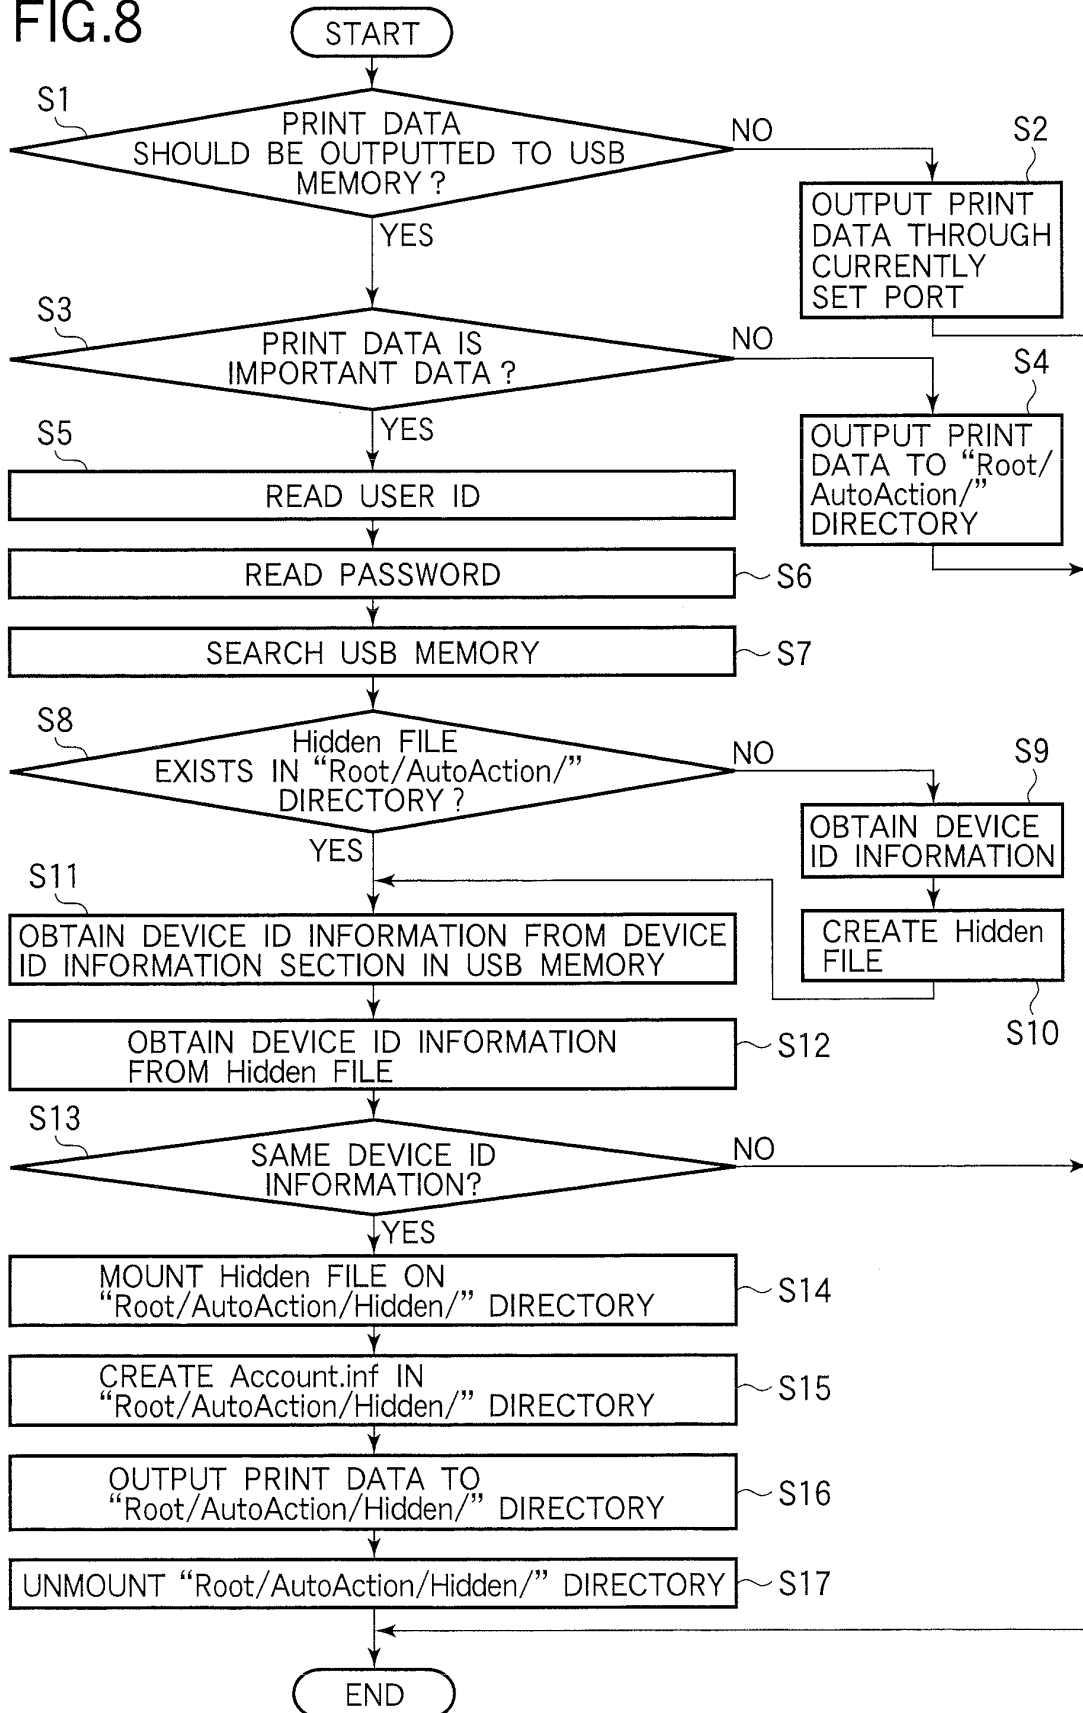 FIG.8
START
S1
PRINT DATA
SHOULD BE OUTPUTTED TO USB
MEMORY?
NO
YES
S2
OUTPUT PRINT
DATA THROUGH
CURRENTLY
SET PORT
S3
PRINT DATA IS
IMPORTANT DATA?
NO
YES
S4
OUTPUT PRINT
DATA TO “Root/
AutoAction/”
DIRECTORY
S5
READ USER ID
READ PASSWORD
S6
SEARCH USB MEMORY
S7
S8
Hidden FILE
EXISTS IN “Root/AutoAction/”
DIRECTORY?
NO
YES
S9
OBTAIN DEVICE
ID INFORMATION
CREATE Hidden
FILE
S10
S11
OBTAIN DEVICE ID INFORMATION FROM DEVICE
ID INFORMATION SECTION IN USB MEMORY
OBTAIN DEVICE ID INFORMATION
FROM Hidden FILE
S12
S13
SAME DEVICE ID
INFORMATION?
NO
YES
MOUNT Hidden FILE ON
“Root/AutoAction/Hidden/” DIRECTORY
S14
CREATE Account.inf IN
“Root/AutoAction/Hidden/” DIRECTORY
S15
OUTPUT PRINT DATA TO
“Root/AutoAction/Hidden/” DIRECTORY
S16
UNMOUNT “Root/AutoAction/Hidden/” DIRECTORY
S17
END